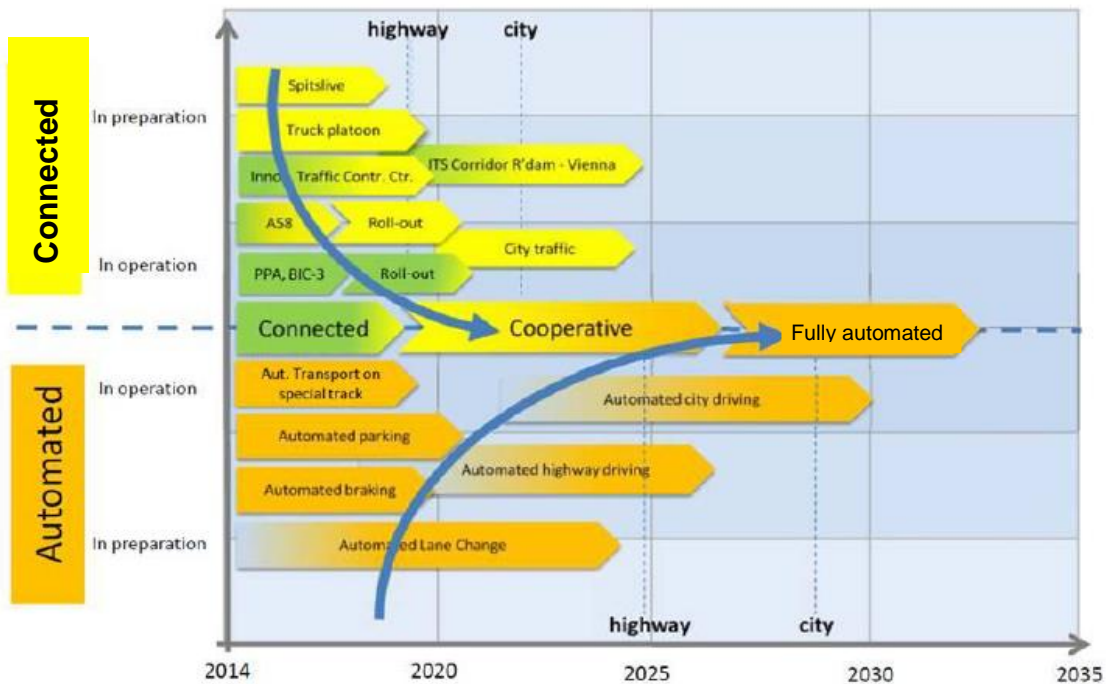 highway
city
Connected
In preparation
Spitslive
Truck platoon
ITS Corridor R'dam - Vienna
Inno. Traffic Contr. Ctr.
A58
Roll-out
City traffic
In operation
PPA, BIC-3
Roll-out
Connected
Cooperative
Fully automated
Automated
In operation
Aut. Transport on
special track
Automated city driving
Automated parking
Automated highway driving
Automated braking
In preparation
Automated Lane Change
highway
city
2014
2020
2025
2030
2035